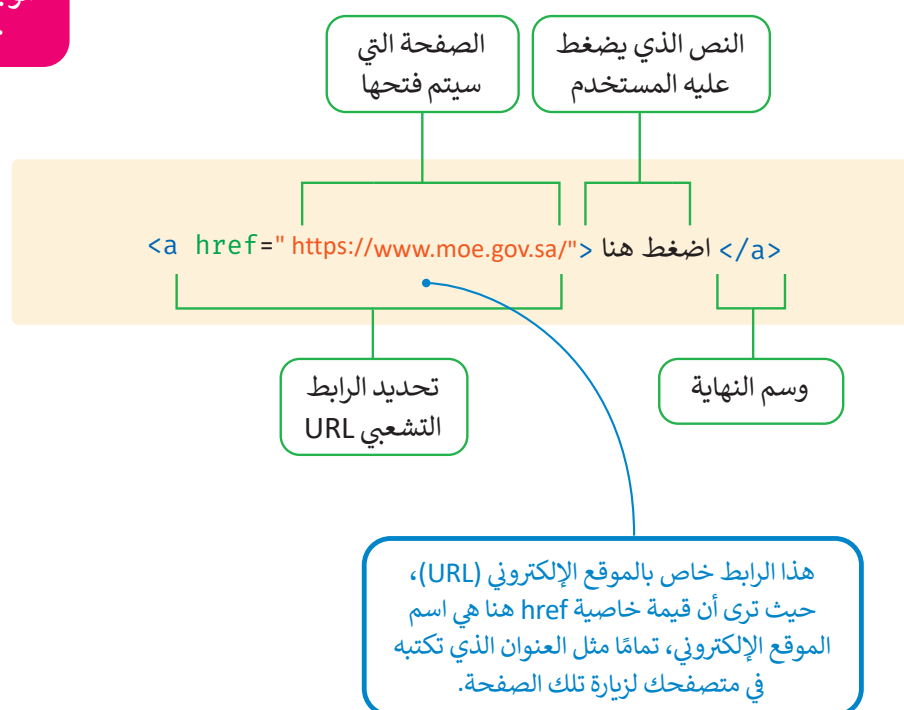 النص الذي يضغط
عليه المستخدم
الصفحة التي
سيتم فتحها
<a href=" https://www.moe.gov.sa/"> اضغط هنا </a>
تحديد الرابط
التشعبي URL
وسم النهاية
هذا الرابط خاص بالموقع الإلكتروني (URL)،
حيث ترى أن قيمة خاصية href هنا هي اسم
الموقع الإلكتروني، تمامًا مثل العنوان الذي تكتبه
في متصفحك لزيارة تلك الصفحة.